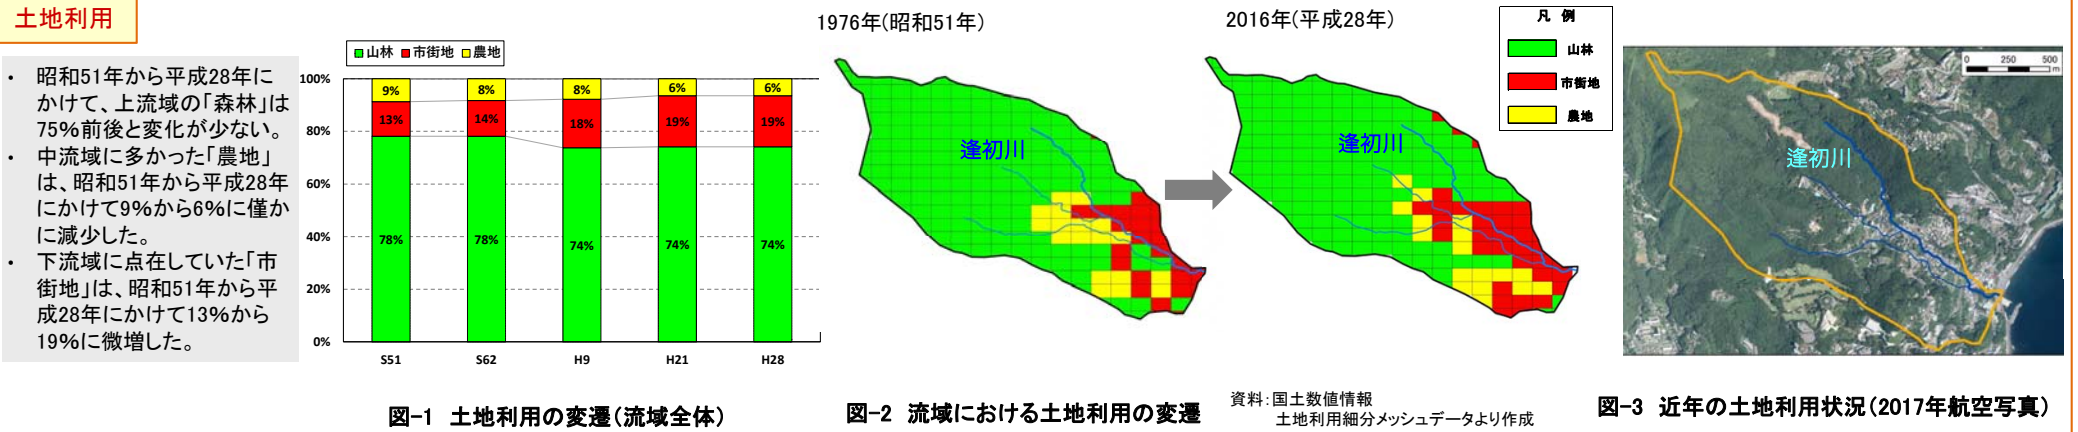 土地利用
・ 昭和51年から平成28年に
かけて、上流域の「森林」は
75%前後と変化が少ない。
・ 中流域に多かった「農地」
は、昭和51年から平成28年
にかけて9%から6%に僅か
に減少した。
・ 下流域に点在していた「市
街地」は、昭和51年から平
成28年にかけて13%から
19%に微増した。
山林 市街地 農地
100%
80%
60%
40%
20%
0%
9% 8% 8% 6% 6%
13% 14% 18% 19% 19%
78% 78% 74% 74% 74%
S51 S62 H9 H21 H28
図-1 土地利用の変遷(流域全体)
1976年(昭和51年)
逢初川
2016年(平成28年)
逢初川
凡 例
山林
市街地
農地
図-2 流域における土地利用の変遷
資料:国土数値情報
土地利用細分メッシュデータより作成
0 250 500
m
逢初川
図-3 近年の土地利用状況(2017年航空写真)